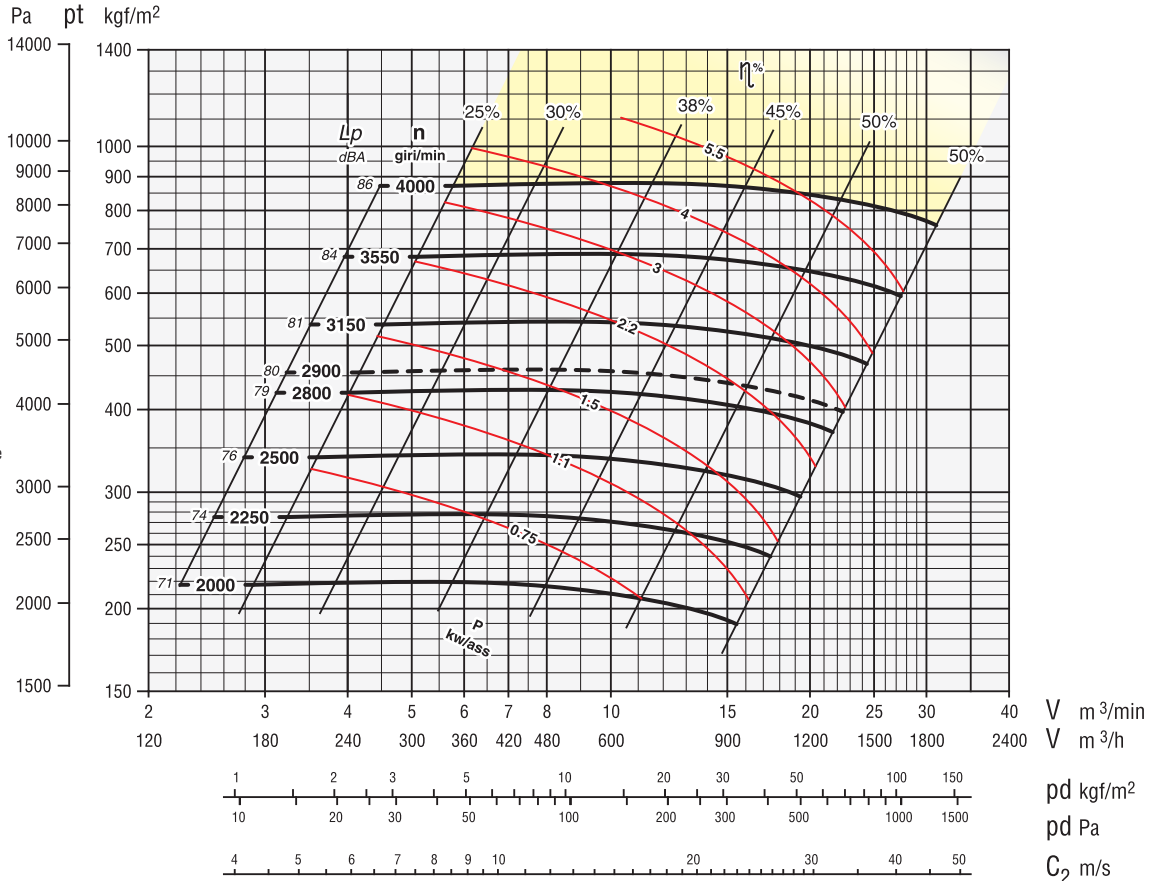 Pa pt kgf/m2
14000 1400
η%
25% 30% 38% 45% 50%
50%
Lp n
dBA giri/min
10000 1000
9000 900
8000 800
7000 700
6000 600
5000 500
4000 400
3000 300
2500 250
2000 200
1500 150
86 4000
84 3550
81 3150
80 2900
79 2800
76 2500
74 2250
71 2000
5.5
4
3
2.2
1.5
1.1
0.75
P
kw/ass
e
2 3 4 5 6 7 8 10 15 20 25 30 40 V m 3/min
120 180 240 300 360 420 480 600 900 1200 1500 1800 2400 V m 3/h
1 2 3 5 10 20 30 50 100 150 pd kgf/m2
10 20 30 50 100 200 300 500 1000 1500 pd Pa
4 5 6 7 8 9 10 20 30 40 50 C2 m/s